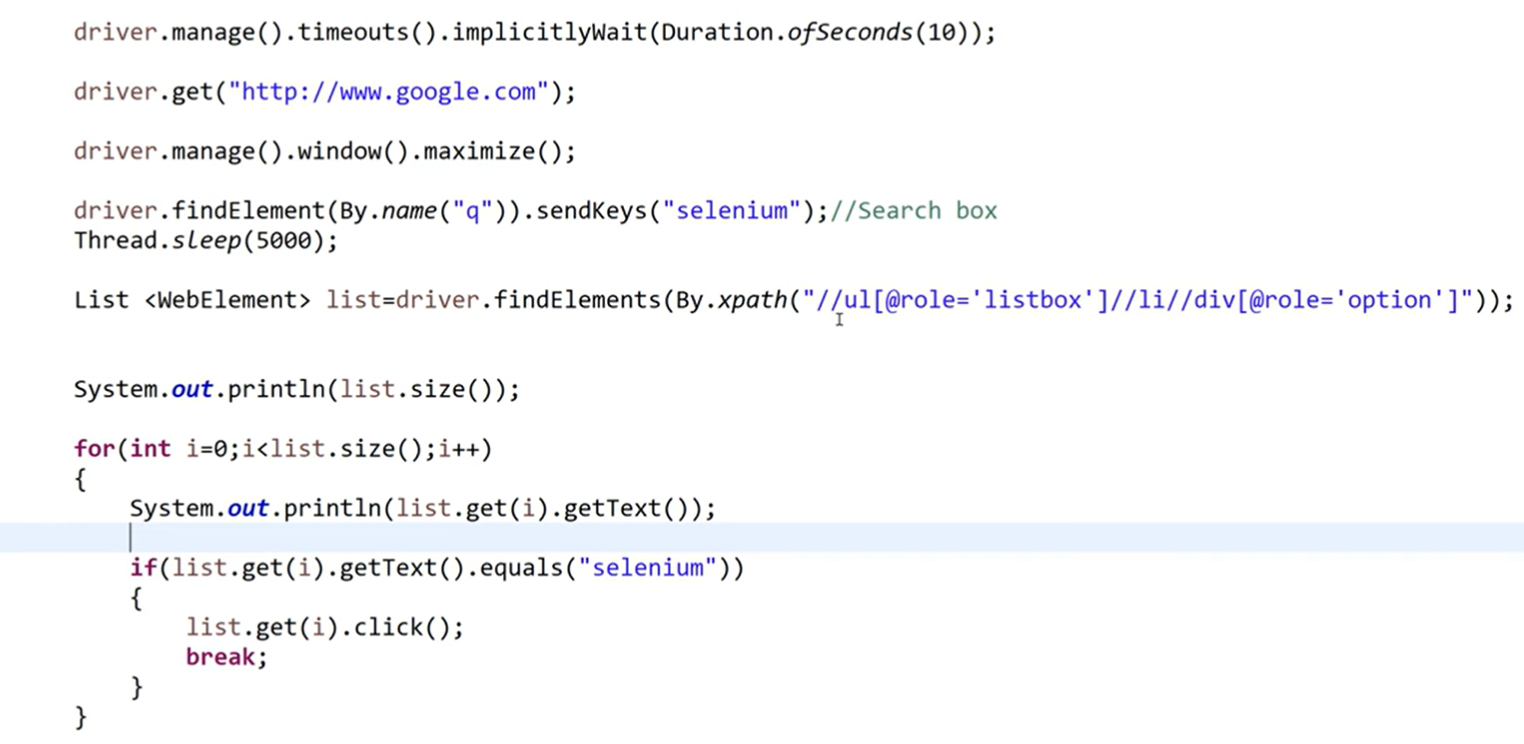 driver.manage().timeouts().implicitlyWait(Duration.ofSeconds(10));
driver.get("http://www.google.com");
driver.manage().window().maximize();
driver.findElement(By.name("q")).sendKeys("selenium");//Search box
Thread.sleep(5000);
List <WebElement> list=driver.findElements(By.xpath("//ul[@role='listbox']//li//div[@role='option']"));
System.out.println(list.size());
for(int i=0;i<list.size();i++)
{
System.out.println(list.get(i).getText());
if(list.get(i).getText().equals("selenium"))
{
list.get(i).click();
break;
}
}